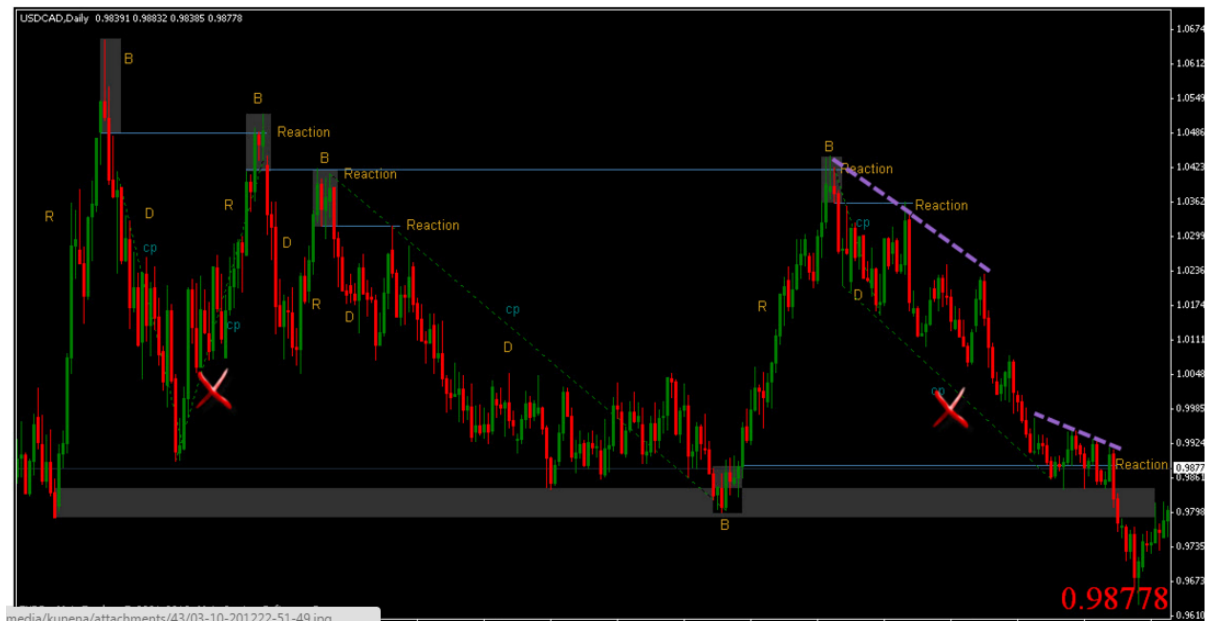 USDCAD,Daily 0.98391 0.98832 0.98385 0.98778
1.0674
1.0612
1.0549
1.0486
1.0423
1.0362
1.0299
1.0236
1.0174
1.0111
1.0048
0.9985
0.9924
0.9877
0.9861
0.9798
0.9735
0.9673
0.9610
B
B
Reaction
B
Reaction
Reaction
B
Reaction
Reaction
R
D
R
cp
D
cp
R
D
cp
D
R
cp
D
cp
Reaction
B
0.98778
media/kunena/attachments/43/03-10-201222-51-49.jpg